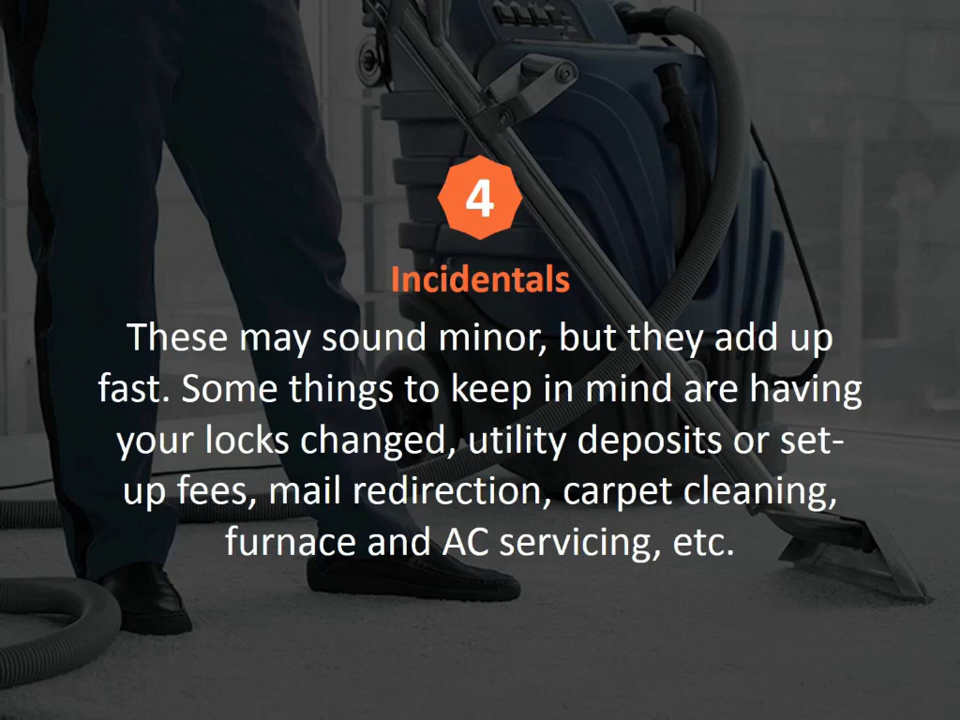 4
Incidentals
These may sound minor, but they add up
fast. Some things to keep in mind are having
your locks changed, utility deposits or set-
up fees, mail redirection, carpet cleaning,
furnace and AC servicing, etc.